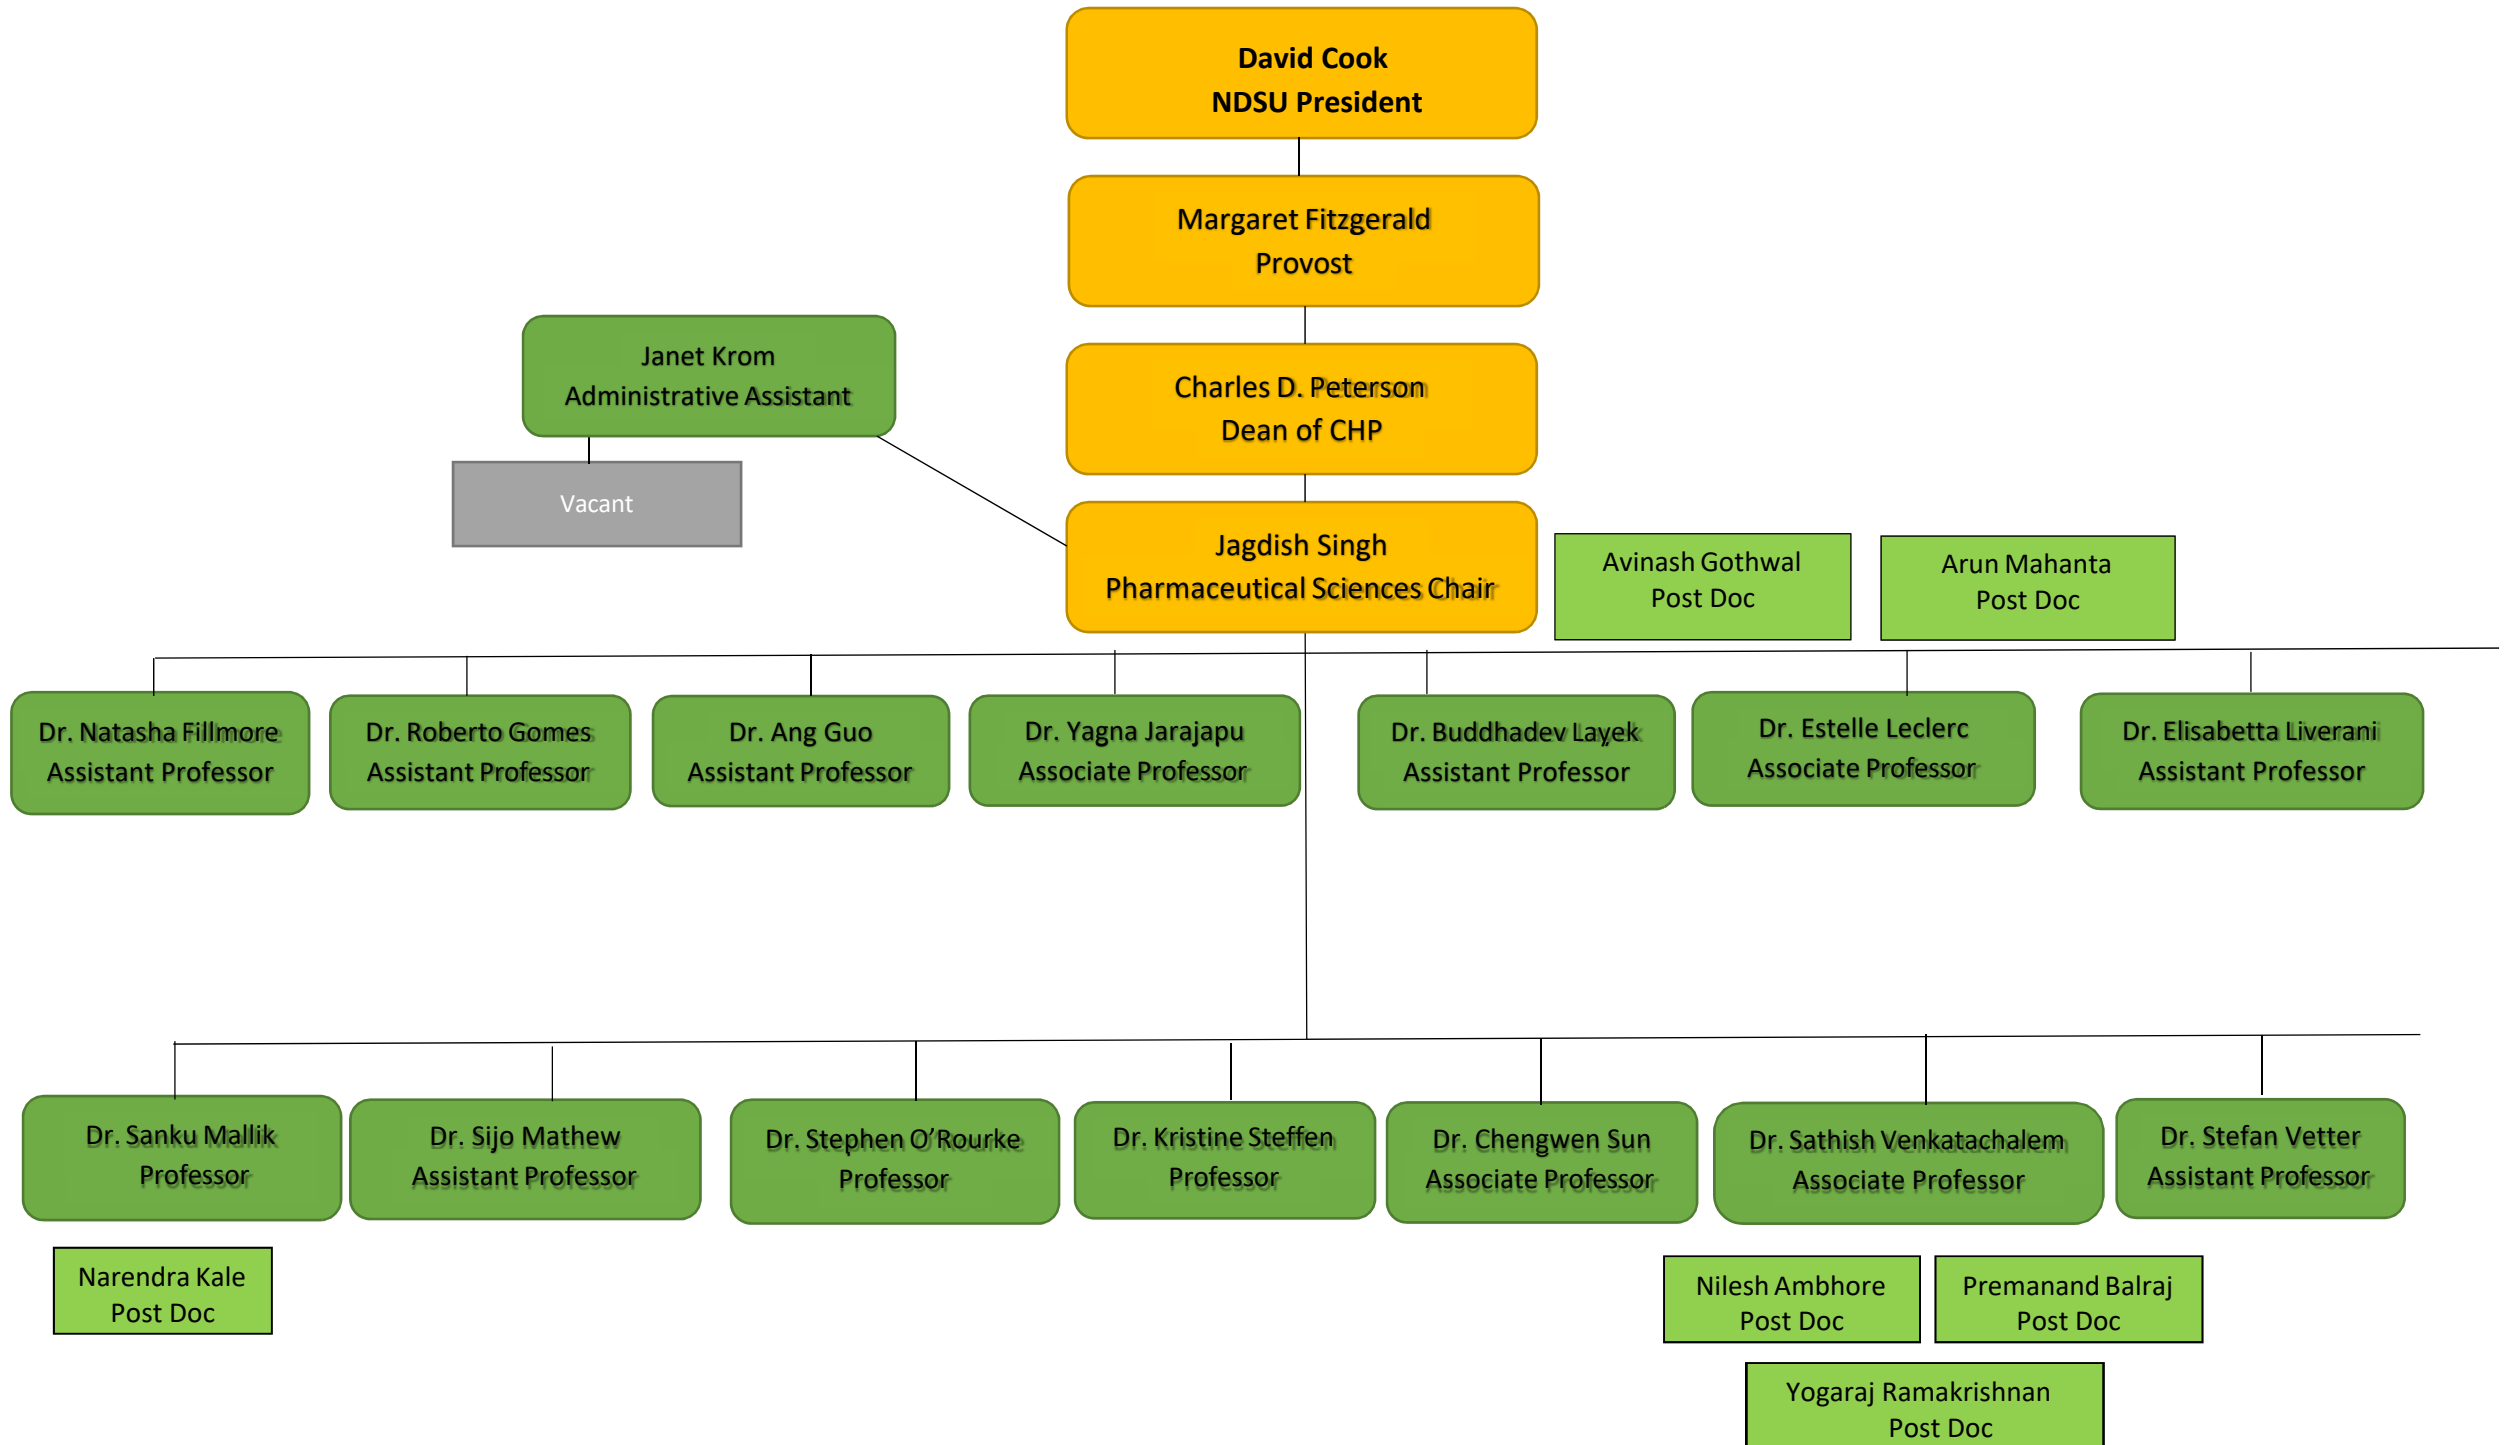 David Cook
NDSU President
Margaret Fitzgerald
Provost
Janet Krom
Administrative Assistant
Charles D. Peterson
Dean of CHP
Vacant
Jagdish Singh
Pharmaceutical Sciences Chair
Avinash Gothwal
Post Doc
Arun Mahanta
Post Doc
Dr. Natasha Fillmore
Assistant Professor
Dr. Roberto Gomes
Assistant Professor
Dr. Ang Guo
Assistant Professor
Dr. Yagna Jarajapu
Associate Professor
Dr. Buddhadev Layek
Assistant Professor
Dr. Estelle Leclerc
Associate Professor
Dr. Elisabetta Liverani
Assistant Professor
Dr. Sanku Mallik
Professor
Dr. Sijo Mathew
Assistant Professor
Dr. Stephen O’Rourke
Professor
Dr. Kristine Steffen
Professor
Dr. Chengwen Sun
Associate Professor
Dr. Sathish Venkatachalem
Associate Professor
Dr. Stefan Vetter
Assistant Professor
Narendra Kale
Post Doc
Nilesh Ambhore
Post Doc
Premanand Balraj
Post Doc
Yogaraj Ramakrishnan
Post Doc